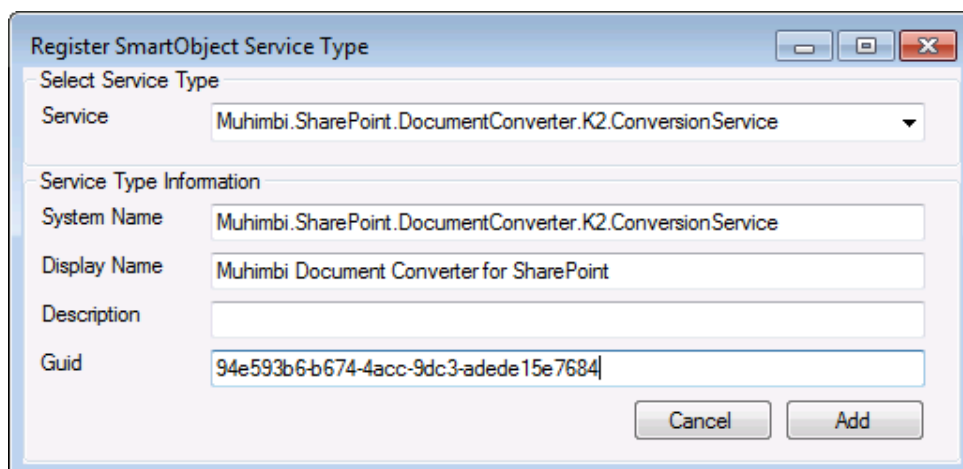 Register SmartObject Service Type
Select Service Type
Service Muhimbi.SharePoint.DocumentConverter.K2.ConversionService
Service Type Information
System Name Muhimbi.SharePoint.DocumentConverter.K2.ConversionService
Display Name Muhimbi Document Converter for SharePoint
Description
Guid 94e593b6-b674-4acc-9dc3-adede15e7684
Cancel Add